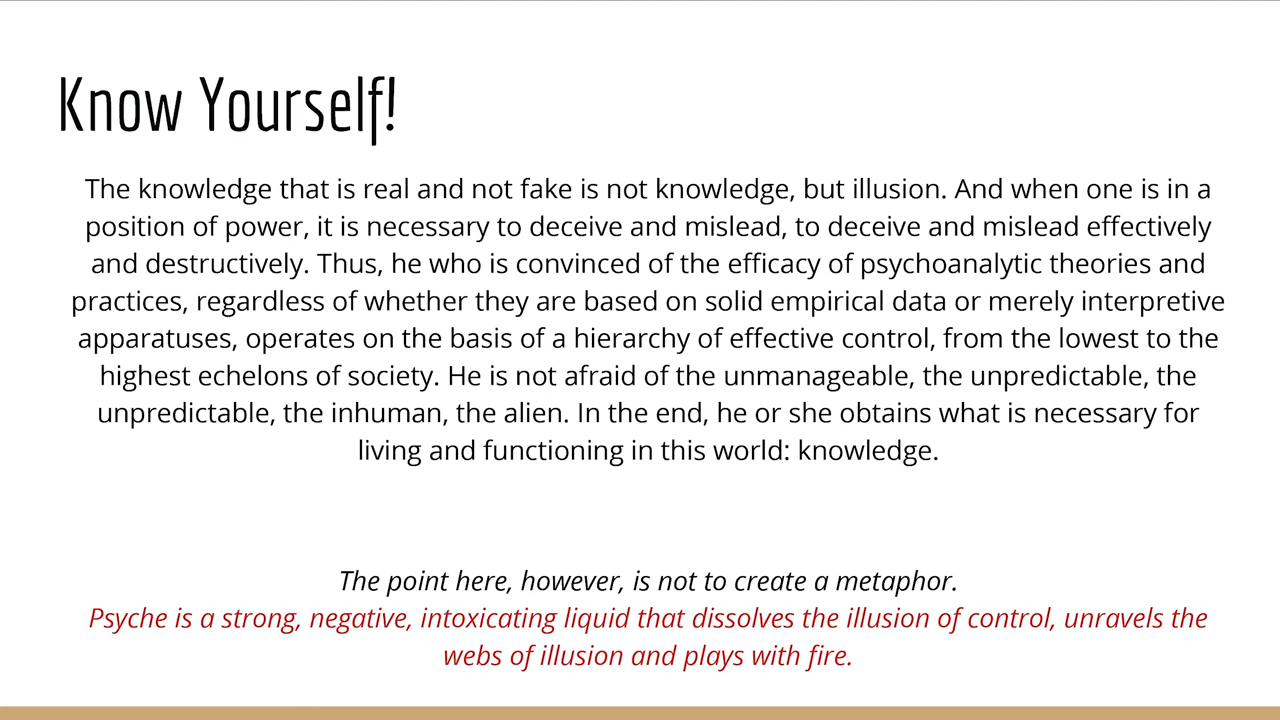 Know Yourself!
The knowledge that is real and not fake is not knowledge, but illusion. And when one is in a
position of power, it is necessary to deceive and mislead, to deceive and mislead effectively
and destructively. Thus, he who is convinced of the efficacy of psychoanalytic theories and
practices, regardless of whether they are based on solid empirical data or merely interpretive
apparatuses, operates on the basis of a hierarchy of effective control, from the lowest to the
highest echelons of society. He is not afraid of the unmanageable, the unpredictable, the
unpredictable, the inhuman, the alien. In the end, he or she obtains what is necessary for
living and functioning in this world: knowledge.
The point here, however, is not to create a metaphor.
Psyche is a strong, negative, intoxicating liquid that dissolves the illusion of control, unravels the
webs of illusion and plays with fire.